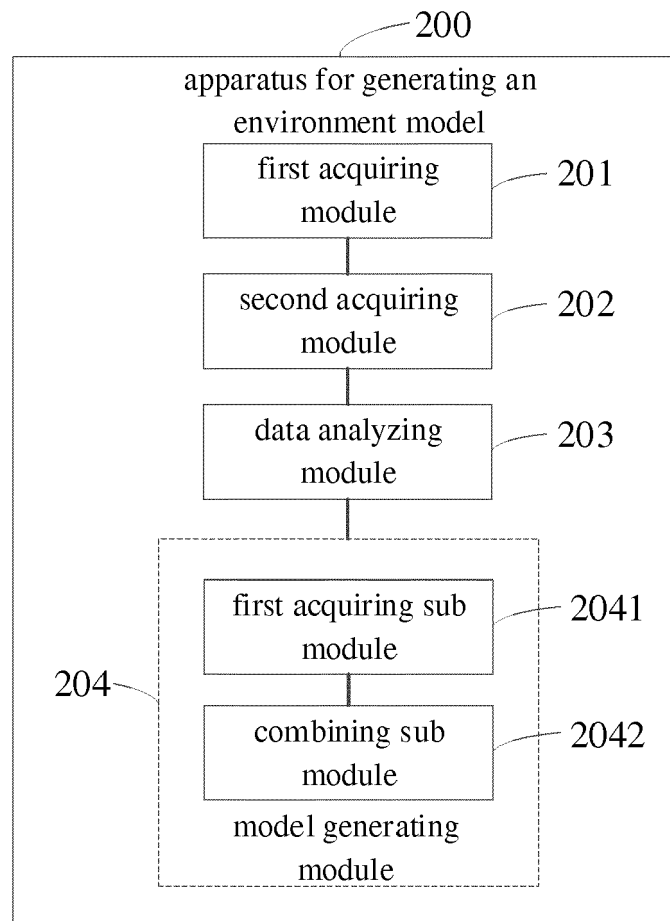 200
apparatus for generating an
environment model
first acquiring
module
201
second acquiring
module
202
data analyzing
module
203
first acquiring sub
module
2041
204
combining sub
module
2042
model generating
module